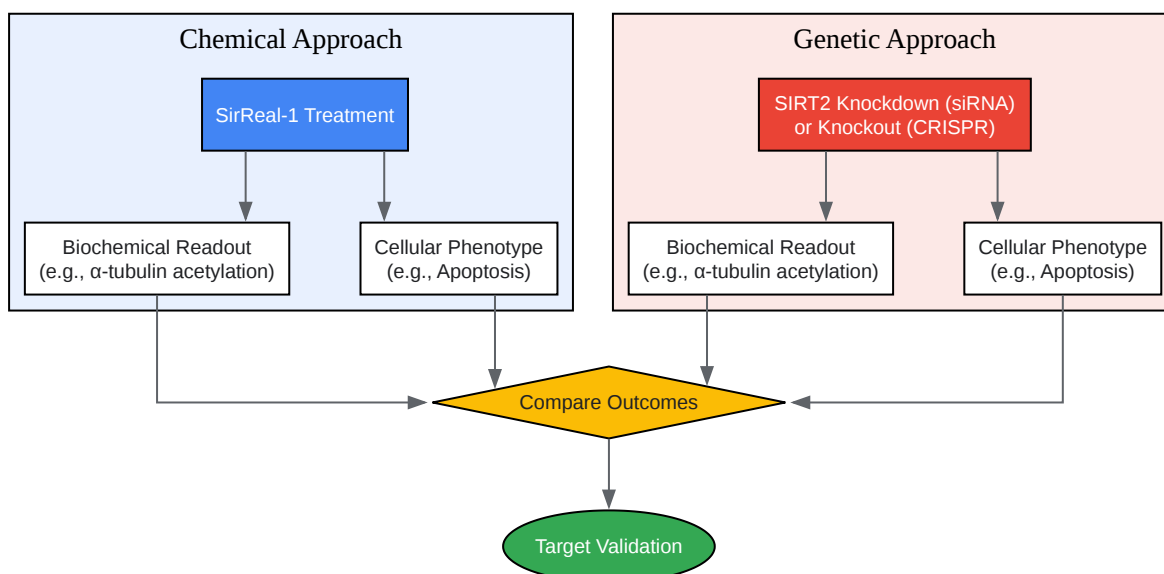 Chemical Approach
SirReal-1 Treatment
Biochemical Readout
(e.g., α-tubulin acetylation)
Cellular Phenotype
(e.g., Apoptosis)
Genetic Approach
SIRT2 Knockdown (siRNA)
or Knockout (CRISPR)
Biochemical Readout
(e.g., α-tubulin acetylation)
Cellular Phenotype
(e.g., Apoptosis)
Compare Outcomes
Target Validation